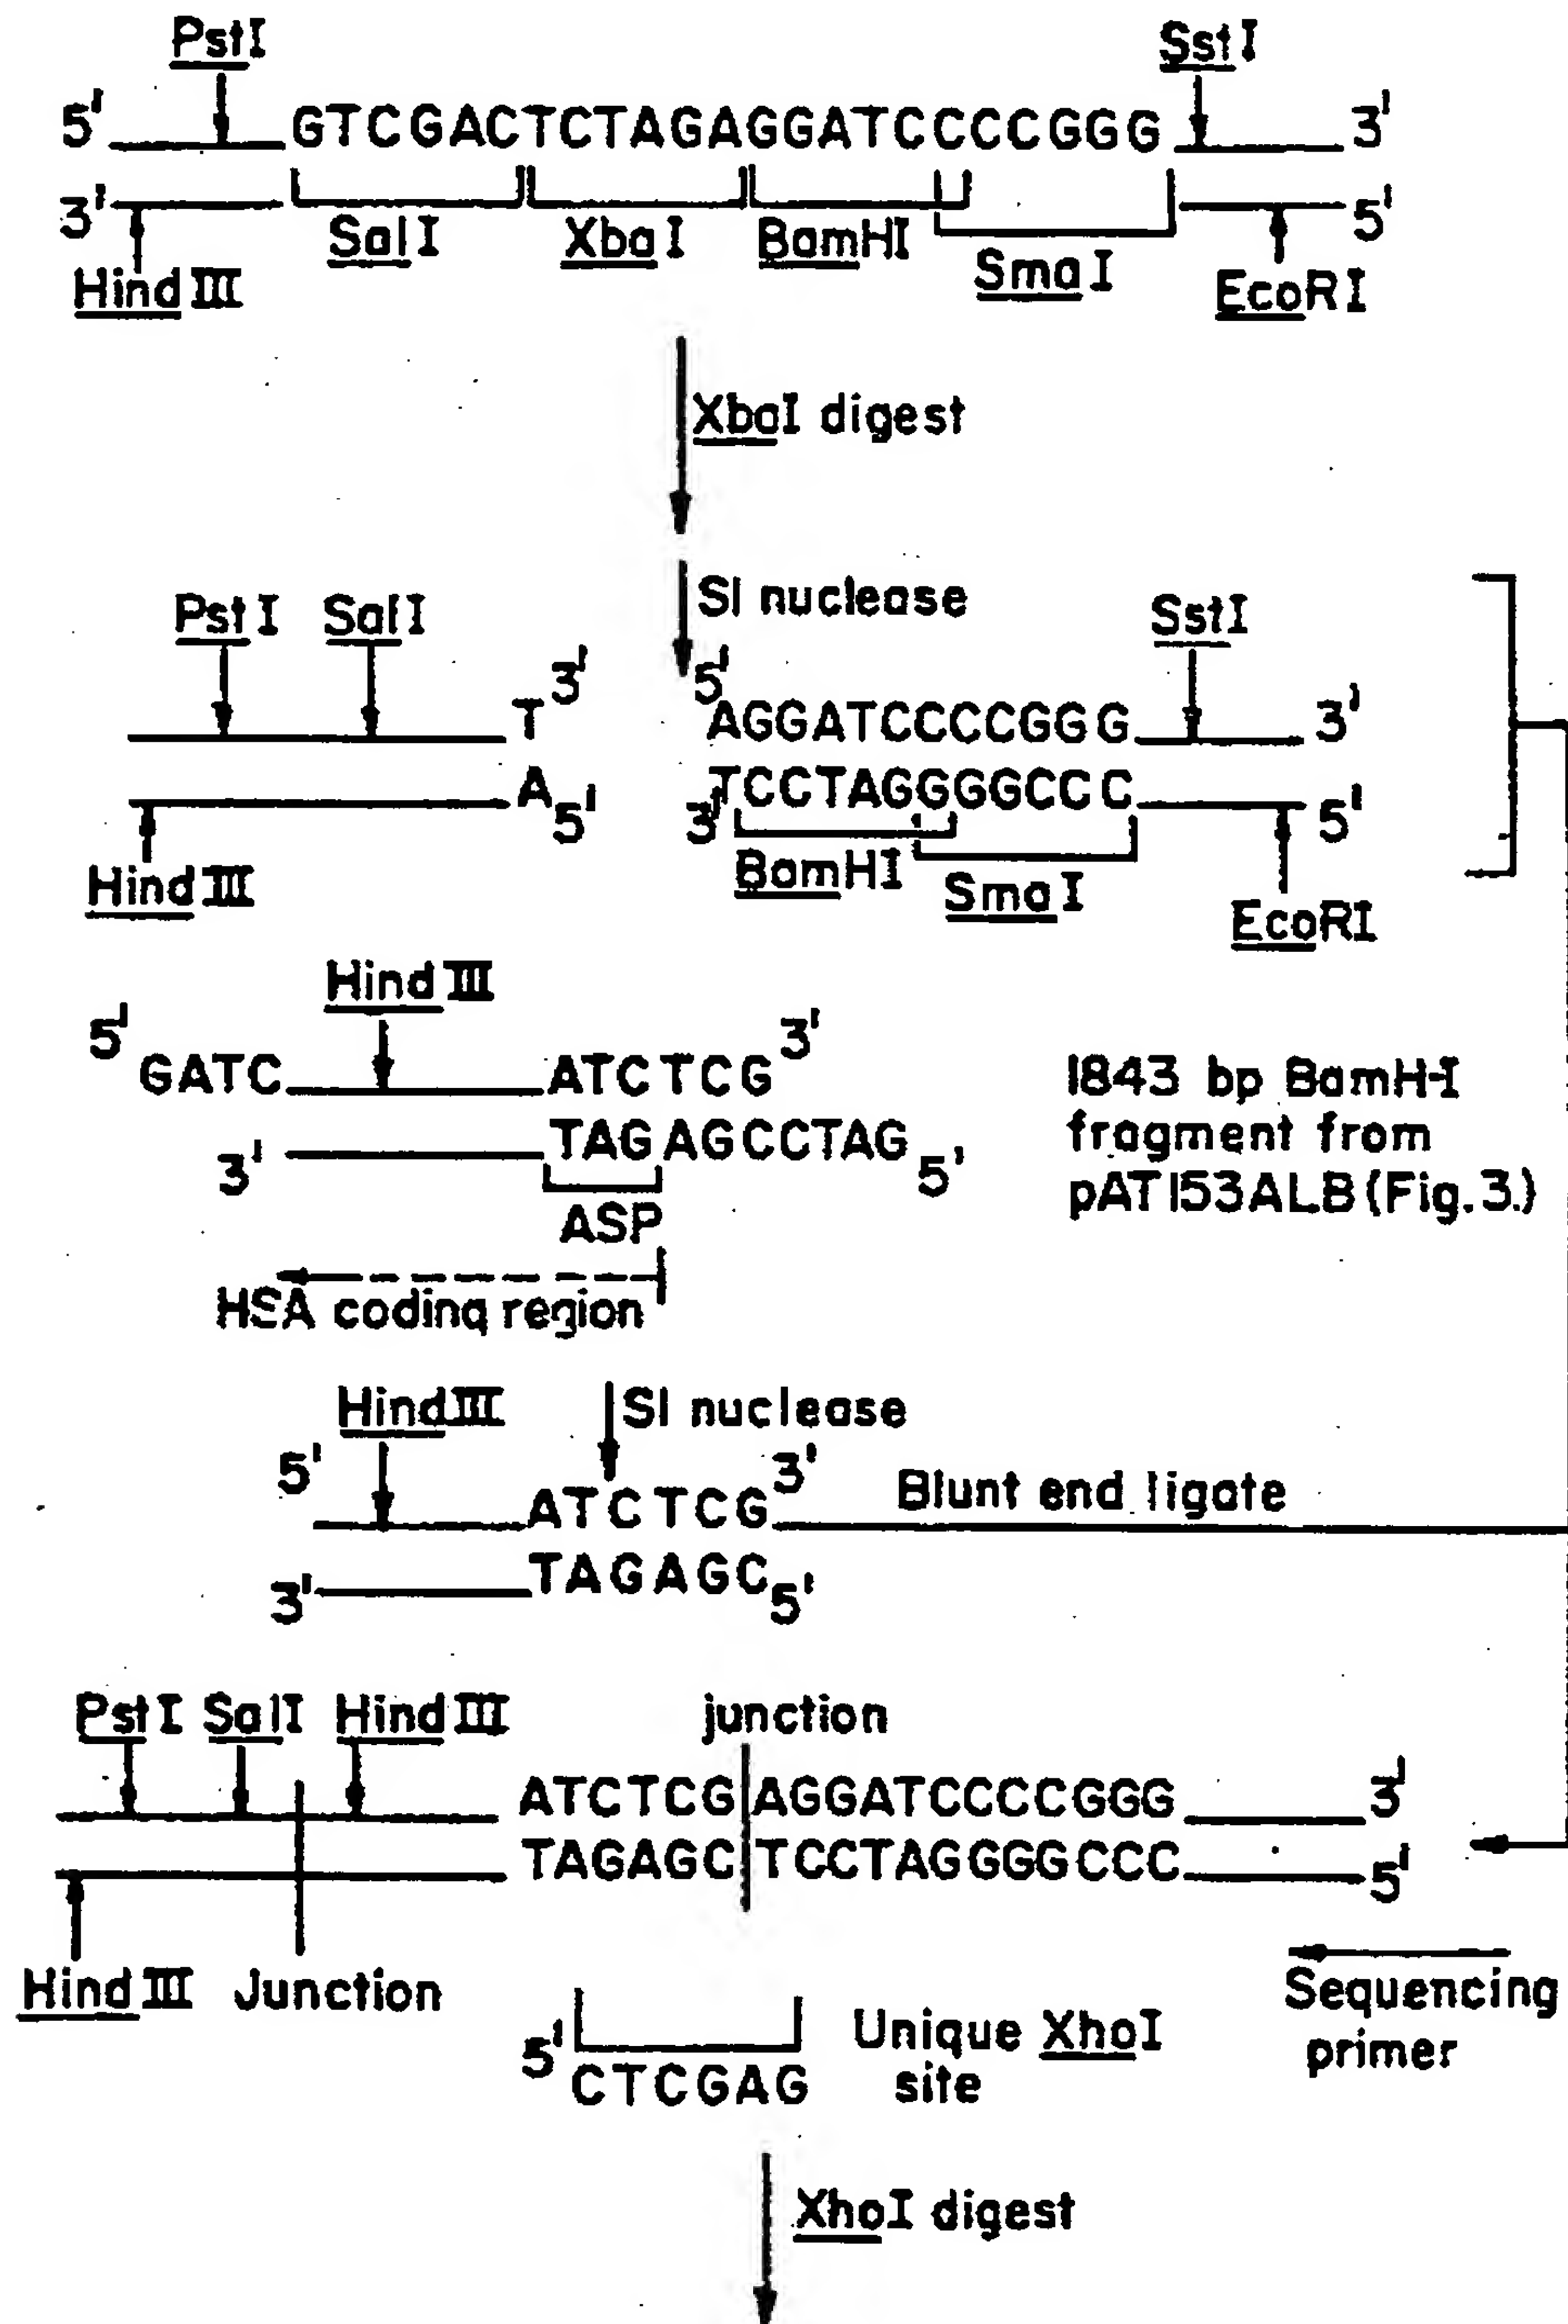 PstI SstI
5' GTCGACTCTAGAGGATCCCCGGG 3'
3' 5'
SalI XbaI BamHI
SmaI
HindIII EcoRI
XbaI digest
S1 nuclease
PstI SalI SstI
T 3' 5' AGGATCCCCGGG 3'
A 5' 3' TCCTAGGGGCCC 5'
BamHI SmaI
HindIII EcoRI
HindIII
5' GATC ATCTCG 3'
3' TAGAGCCTAG 5'
ASP
HSA coding region
1843 bp BamH-I
fragment from
pAT153ALB (Fig. 3.)
HindIII S1 nuclease
5' ATCTCG 3' Blunt end ligate
3' TAGAGC 5'
PstI SalI HindIII junction
ATCTCG AGGATCCCCGGG 3'
TAGAGC TCCTAGGGGCCC 5'
HindIII Junction
Sequencing
primer
5' CTCGAG
Unique XhoI
site
XhoI digest